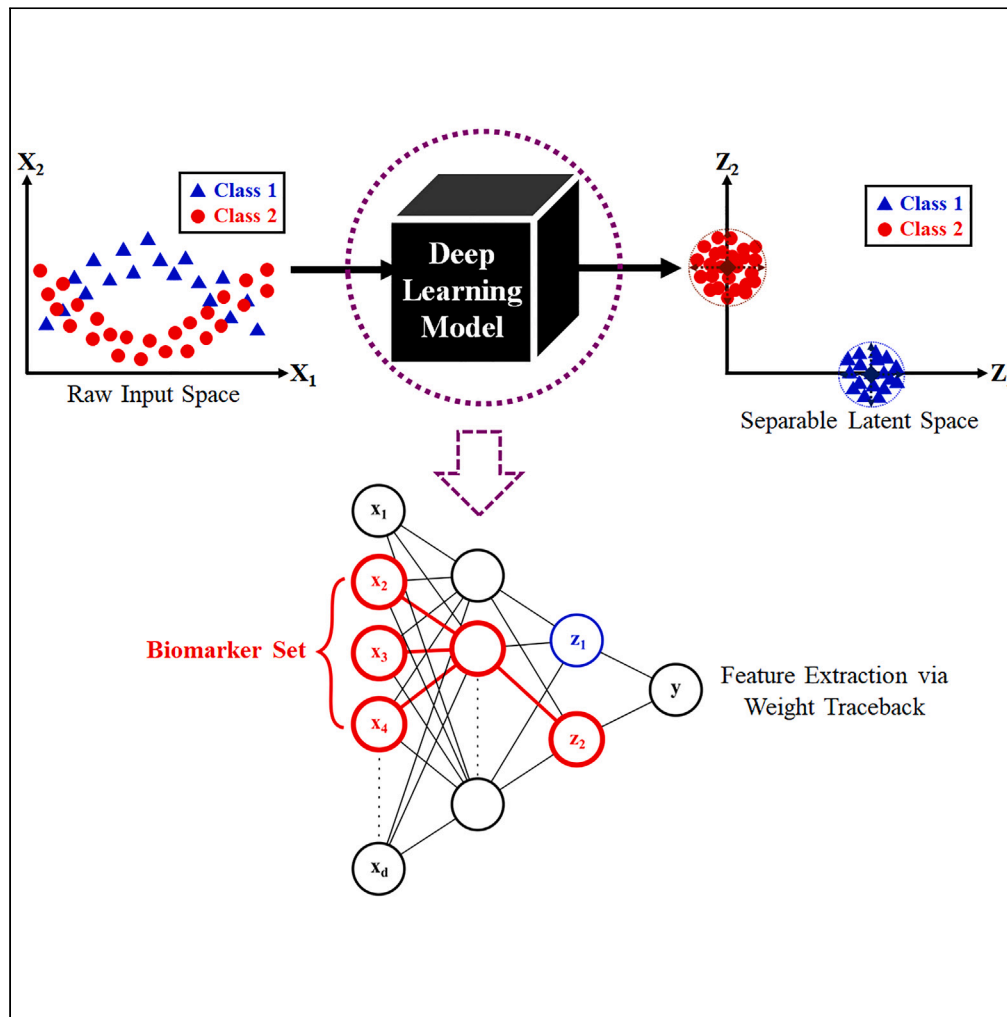 X2
Class 1
Class 2
X1
Raw Input Space
Deep
Learning
Model
Z2
Class 1
Class 2
Z
Separable Latent Space
x1
x2
x3
x4
xd
Biomarker Set
z1
z2
y
Feature Extraction via
Weight Traceback